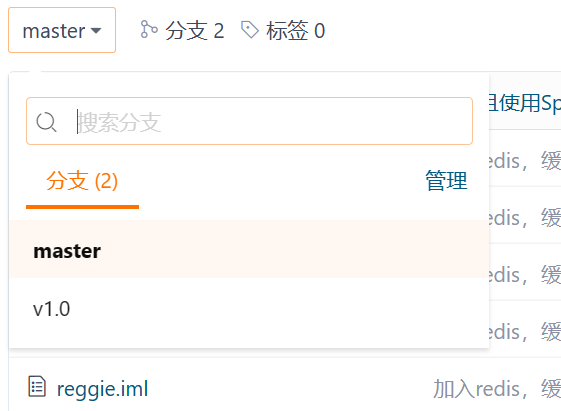 master 分支 2 标签 0
且使用Sp
搜索分支
redis，缓
分支 (2) 管理
redis，缓
master
redis，缓
v1.0
redis，缓
reggie.iml 加入redis，缓